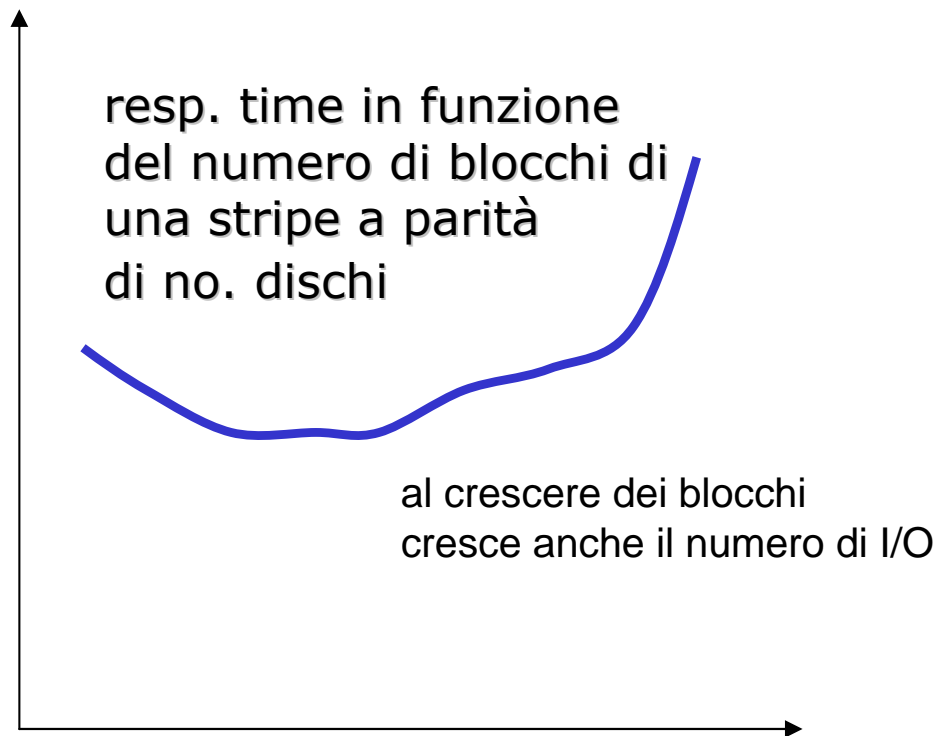 resp. time in funzione
del numero di blocchi di
una stripe a parità
di no. dischi
al crescere dei blocchi
cresce anche il numero di I/O